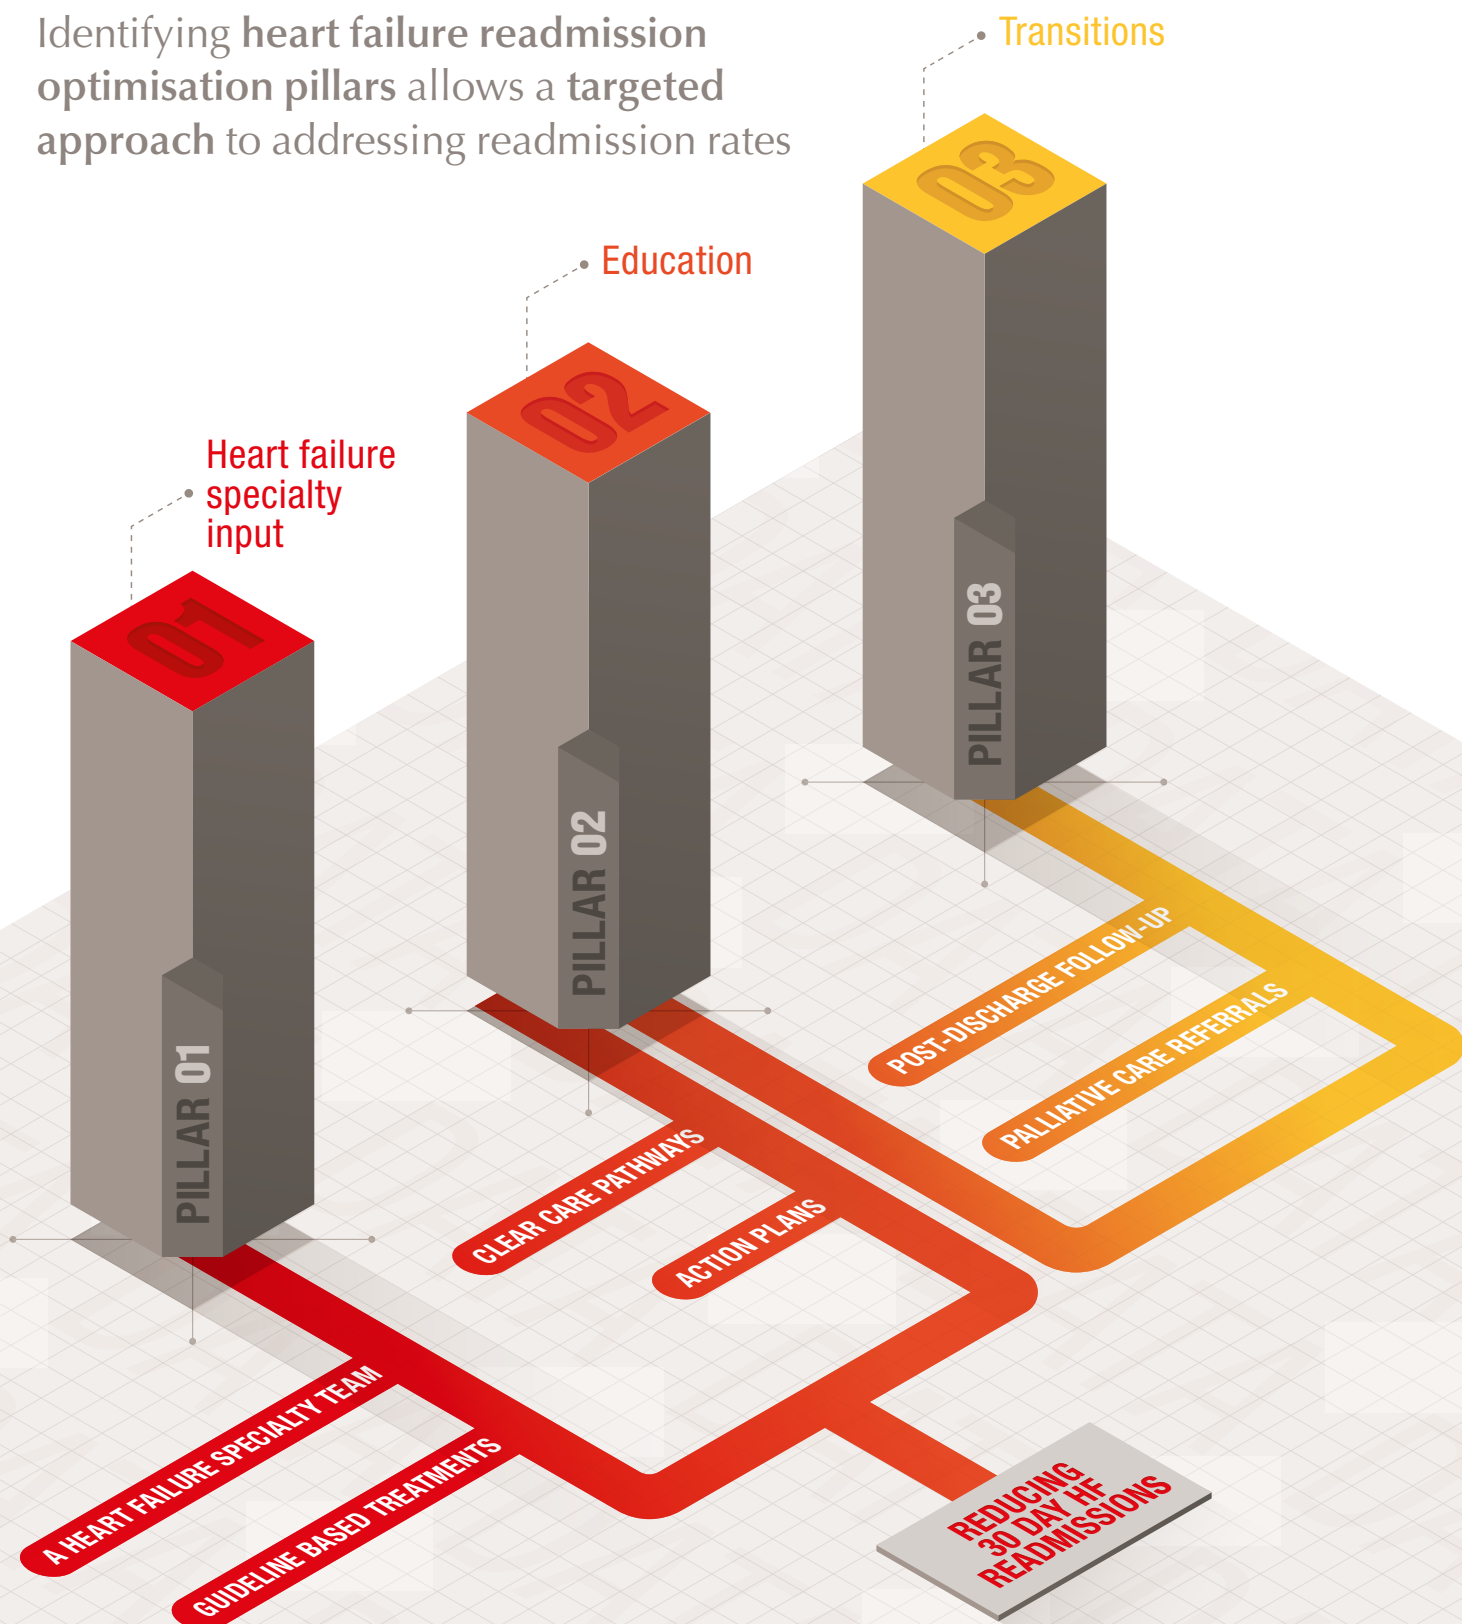 Identifying heart failure readmission
optimisation pillars allows a targeted
approach to addressing readmission rates
Transitions
03
Education
02
Heart failure
specialty
input
01
PILLAR 03
PILLAR 02
PILLAR 01
POST-DISCHARGE FOLLOW-UP
PALLIATIVE CARE REFERRALS
CLEAR CARE PATHWAYS
ACTION PLANS
A HEART FAILURE SPECIALTY TEAM
GUIDELINE BASED TREATMENTS
REDUCING
30 DAY HF
READMISSIONS